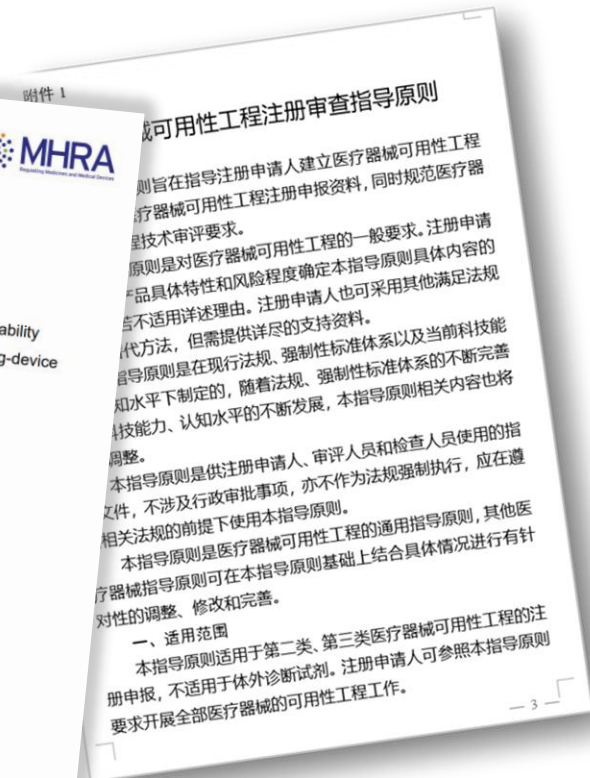 MHRA
Regulating Medicines and Medical Devices
ability
g-device
附件 1
械可用性工程注册审查指导原则
则旨在指导注册申请人建立医疗器械可用性工程
医疗器械可用性工程注册申报资料，同时规范医疗器
程技术审评要求。
原则是对医疗器械可用性工程的一般要求。注册申请
产品具体特性和风险程度确定本指导原则具体内容的
若不适用详述理由。注册申请人也可采用其他满足法规
代方法，但需提供详尽的支持资料。
指导原则是在现行法规、强制性标准体系以及当前科技能
知水平下制定的，随着法规、强制性标准体系的不断完善
科技能力、认知水平的不断发展，本指导原则相关内容也将
调整。
本指导原则是供注册申请人、审评人员和检查人员使用的指
文件，不涉及行政审批事项，亦不作为法规强制执行，应在遵
相关法规的前提下使用本指导原则。
本指导原则是医疗器械可用性工程的通用指导原则，其他医
疗器械指导原则可在本指导原则基础上结合具体情况进行有针
对性的调整、修改和完善。
一、适用范围
本指导原则适用于第二类、第三类医疗器械可用性工程的注
册申报，不适用于体外诊断试剂。注册申请人可参照本指导原则
要求开展全部医疗器械的可用性工程工作。
— 3 —